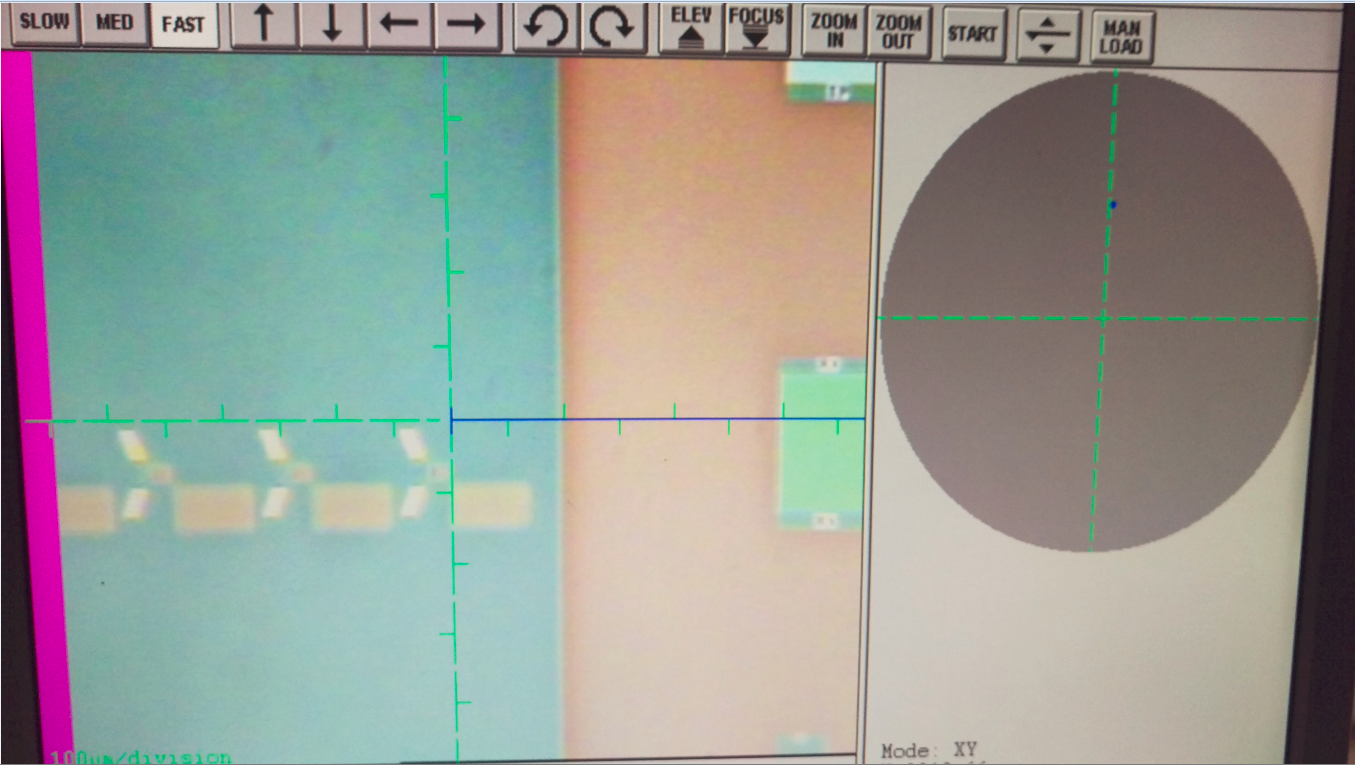 SLOW MED FAST ELEV FOCUS ZOOM IN ZOOM OUT START MAN LOAD
100um/division
Mode: XY